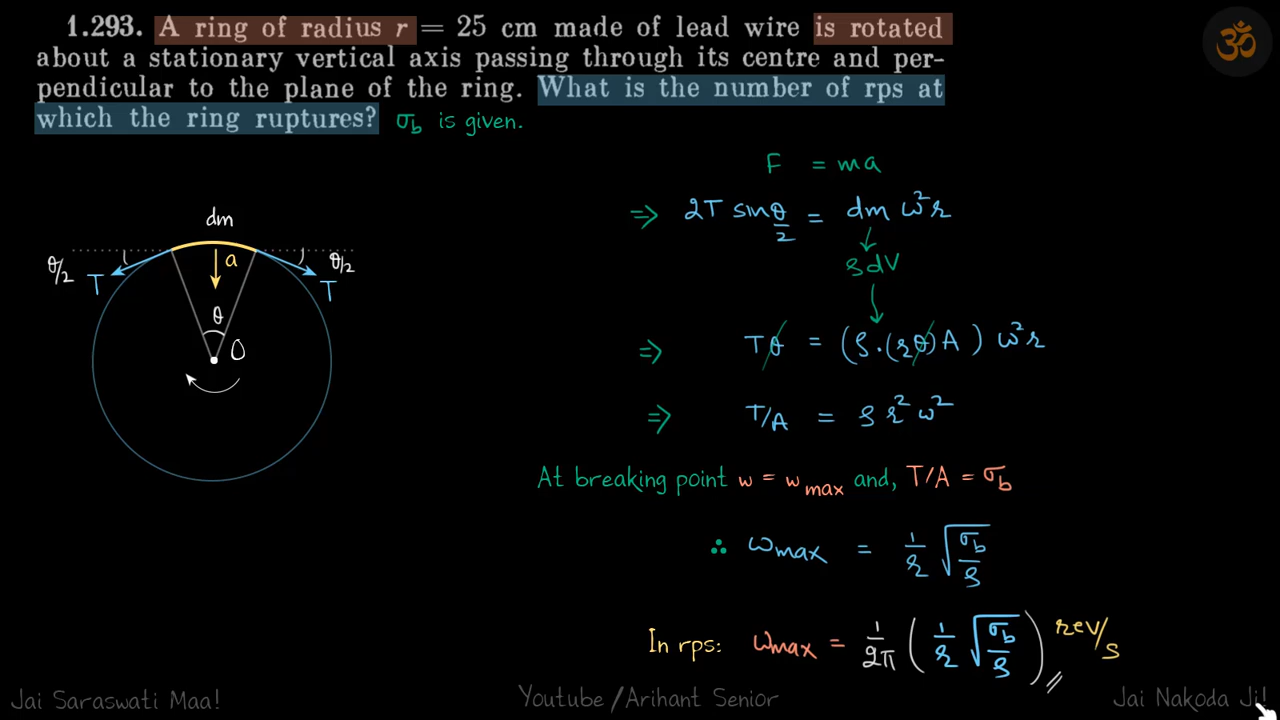 1.293. A ring of radius r = 25 cm made of lead wire is rotated
about a stationary vertical axis passing through its centre and per-
pendicular to the plane of the ring. What is the number of rps at
which the ring ruptures? σb is given.
ॐ
F = ma
⇒ 2T sin θ/2 = dm ω²r
ρdV
⇒ Tθ = (ρ.(rθ)A) ω²r
⇒ T/A = ρ r² ω²
At breaking point w = w max and, T/A = σb
∴ ωmax = 1/r √σb/ρ
In rps: ωmax = 1/2π (1/r √σb/ρ) rev/s
dm
θ/2 T a T θ/2
θ
O
Jai Saraswati Maa! Youtube /Arihant Senior Jai Nakoda Ji!